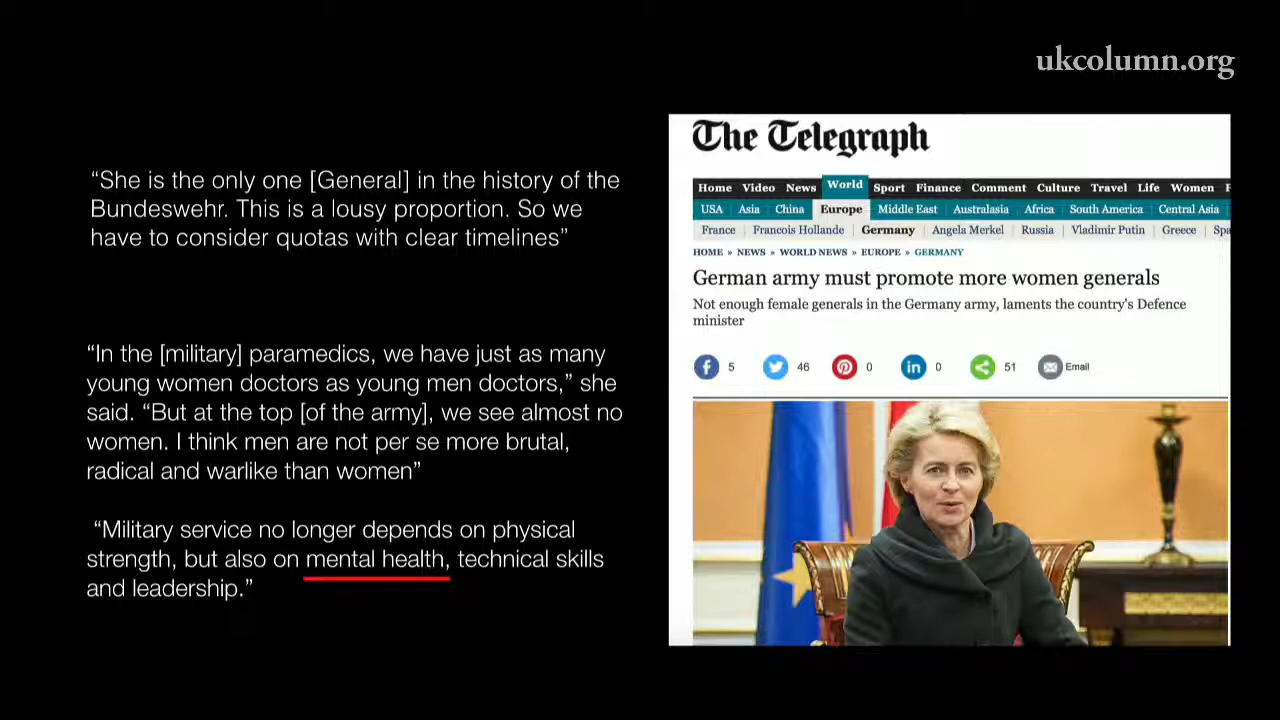 ukcolumn.org
“She is the only one [General] in the history of the
Bundeswehr. This is a lousy proportion. So we
have to consider quotas with clear timelines”
“In the [military] paramedics, we have just as many
young women doctors as young men doctors,” she
said. “But at the top [of the army], we see almost no
women. I think men are not per se more brutal,
radical and warlike than women”
“Military service no longer depends on physical
strength, but also on mental health, technical skills
and leadership.”
The Telegraph
Home Video News World Sport Finance Comment Culture Travel Life Women
USA Asia China Europe Middle East Australasia Africa South America Central Asia
France Francois Hollande Germany Angela Merkel Russia Vladimir Putin Greece Spa
HOME » NEWS » WORLD NEWS » EUROPE » GERMANY
German army must promote more women generals
Not enough female generals in the Germany army, laments the country's Defence
minister
5 46 0 in 0 51 Email